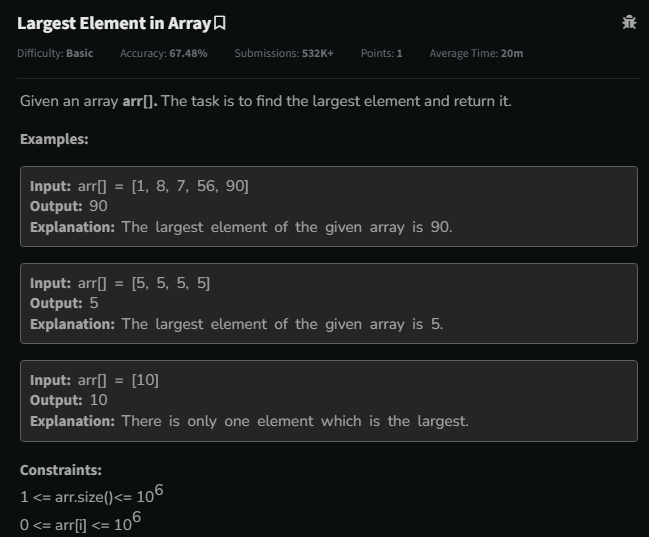 Largest Element in Array
Difficulty: Basic Accuracy: 67.48% Submissions: 532K+ Points: 1 Average Time: 20m
Given an array arr[]. The task is to find the largest element and return it.
Examples:
Input: arr[] = [1, 8, 7, 56, 90]
Output: 90
Explanation: The largest element of the given array is 90.
Input: arr[] = [5, 5, 5, 5]
Output: 5
Explanation: The largest element of the given array is 5.
Input: arr[] = [10]
Output: 10
Explanation: There is only one element which is the largest.
Constraints:
1 <= arr.size()<= 10⁶
0 <= arr[i] <= 10⁶